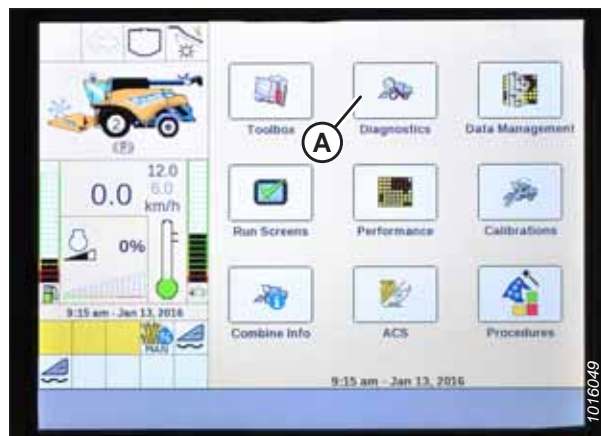 Toolbox
Diagnostics
Data Management
A
2
(P)
12.0
6.0
0.0
km/h
Run Screens
Performance
Calibrations
0%
9:15 am - Jan 13, 2016
MAN
Combine Info
ACS
Procedures
9:15 am - Jan 13, 2016
1016049